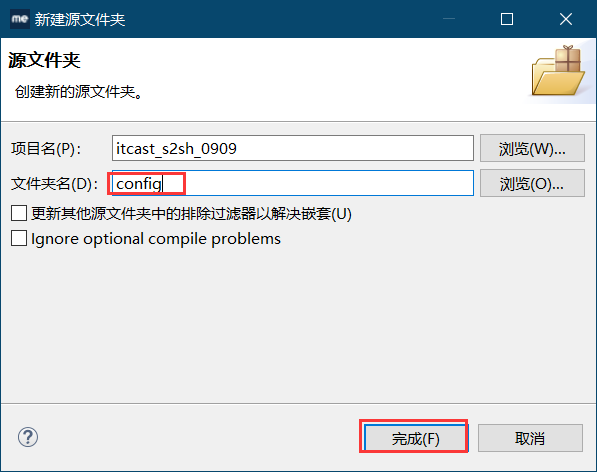 me 新建源文件夹
源文件夹
创建新的源文件夹。
项目名(P): itcast_s2sh_0909 浏览(W)...
文件夹名(D): config 浏览(O)...
更新其他源文件夹中的排除过滤器以解决嵌套(U)
Ignore optional compile problems
? 完成(F) 取消